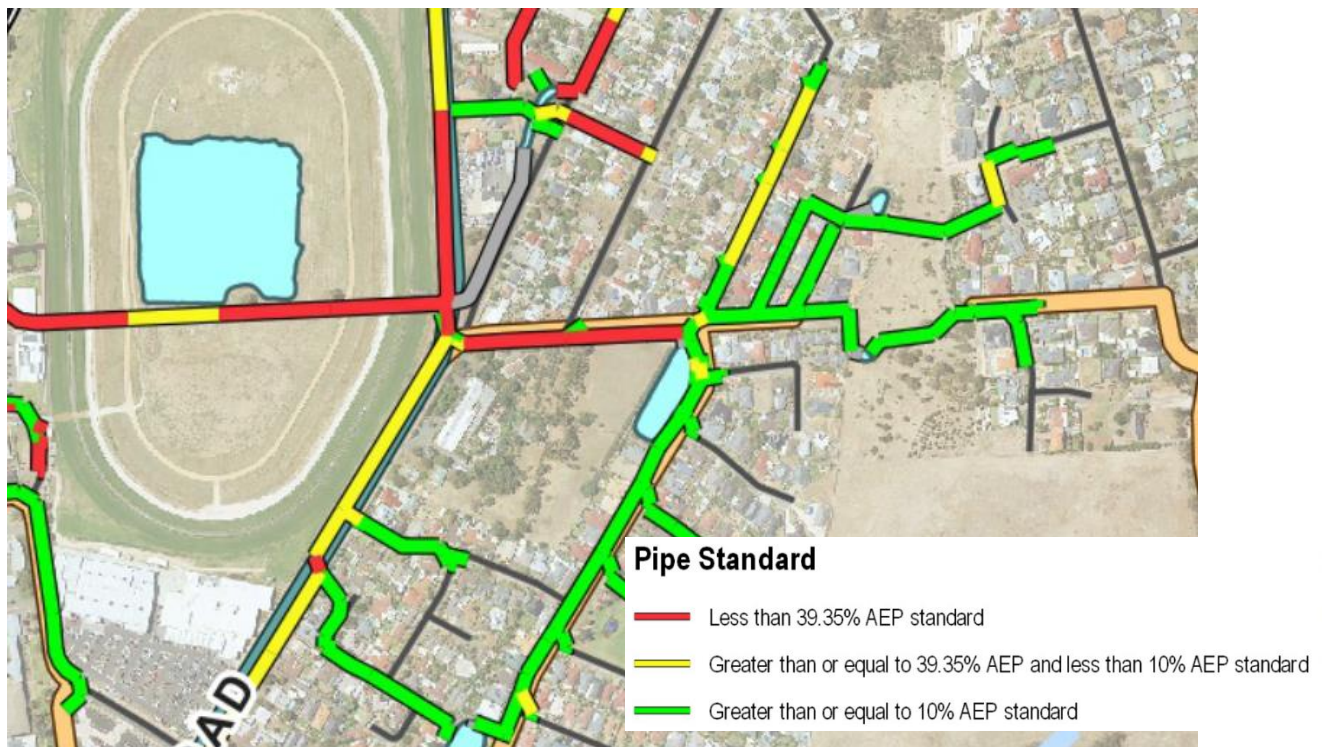 Pipe Standard
Less than 39.35% AEP standard
Greater than or equal to 39.35% AEP and less than 10% AEP standard
Greater than or equal to 10% AEP standard